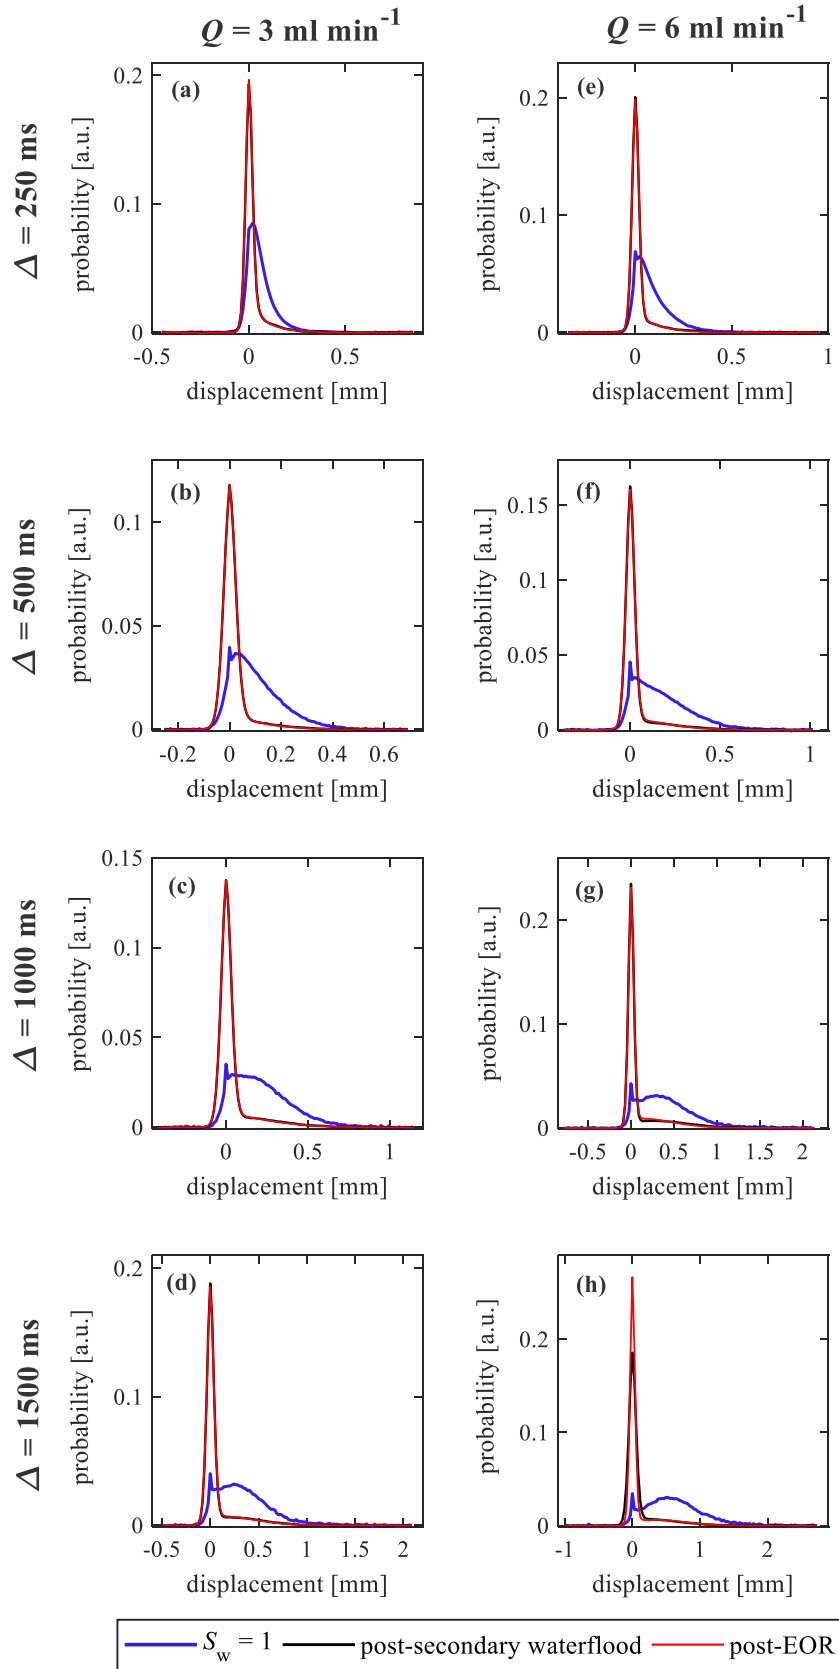 Q = 3 ml min⁻¹
Q = 6 ml min⁻¹
Δ = 250 ms
(a)
probability [a.u.]
0.2
0.1
0
-0.5 0 0.5
displacement [mm]
(e)
probability [a.u.]
0.2
0.1
0
0 0.5 1
displacement [mm]
Δ = 500 ms
(b)
probability [a.u.]
0.1
0.05
0
-0.2 0 0.2 0.4 0.6
displacement [mm]
(f)
probability [a.u.]
0.15
0.1
0.05
0
0 0.5 1
displacement [mm]
Δ = 1000 ms
(c)
probability [a.u.]
0.15
0.1
0.05
0
0 0.5 1
displacement [mm]
(g)
probability [a.u.]
0.2
0.1
0
-0.5 0 0.5 1 1.5 2
displacement [mm]
Δ = 1500 ms
(d)
probability [a.u.]
0.2
0.1
0
-0.5 0 0.5 1 1.5 2
displacement [mm]
(h)
probability [a.u.]
0.2
0.1
0
-1 0 1 2
displacement [mm]
S_w = 1 post-secondary waterflood post-EOR